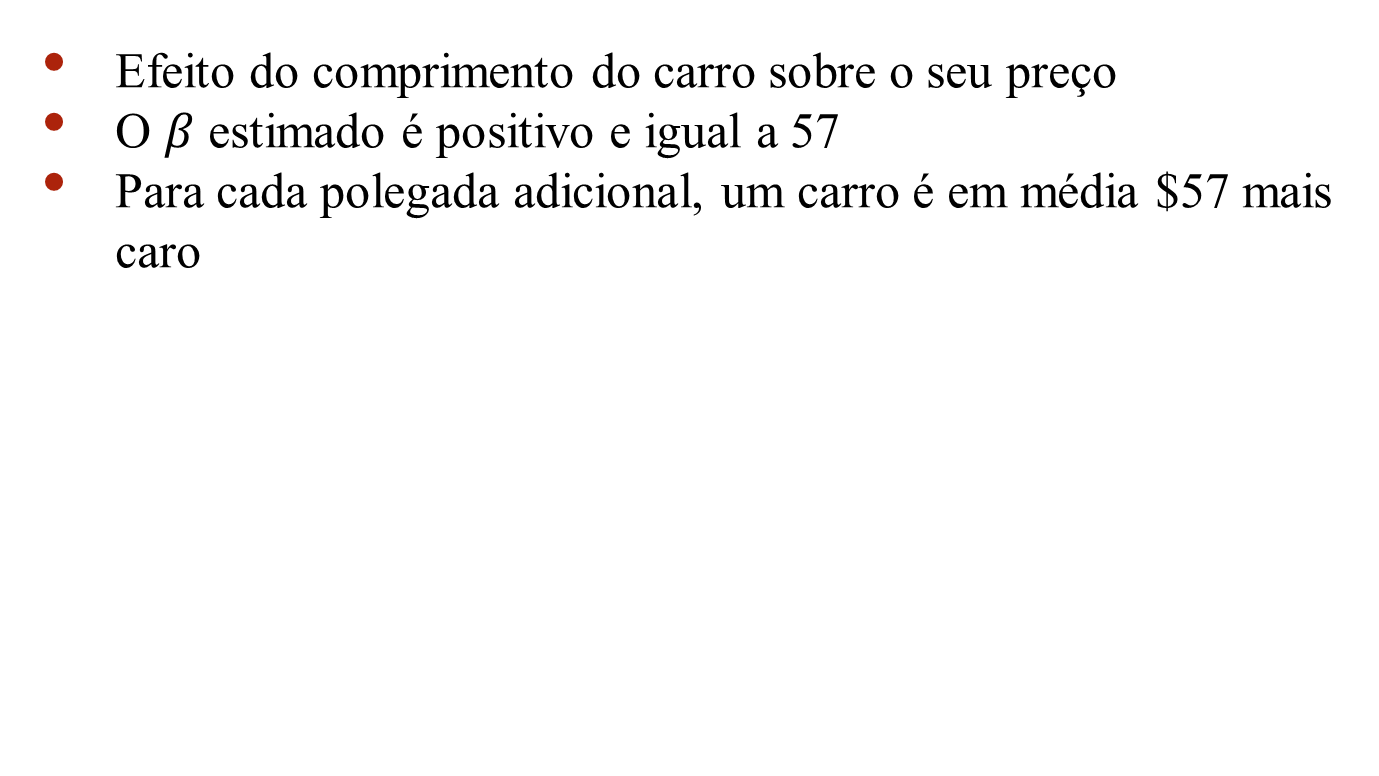 • Efeito do comprimento do carro sobre o seu preço
• O β estimado é positivo e igual a 57
• Para cada polegada adicional, um carro é em média $57 mais
caro